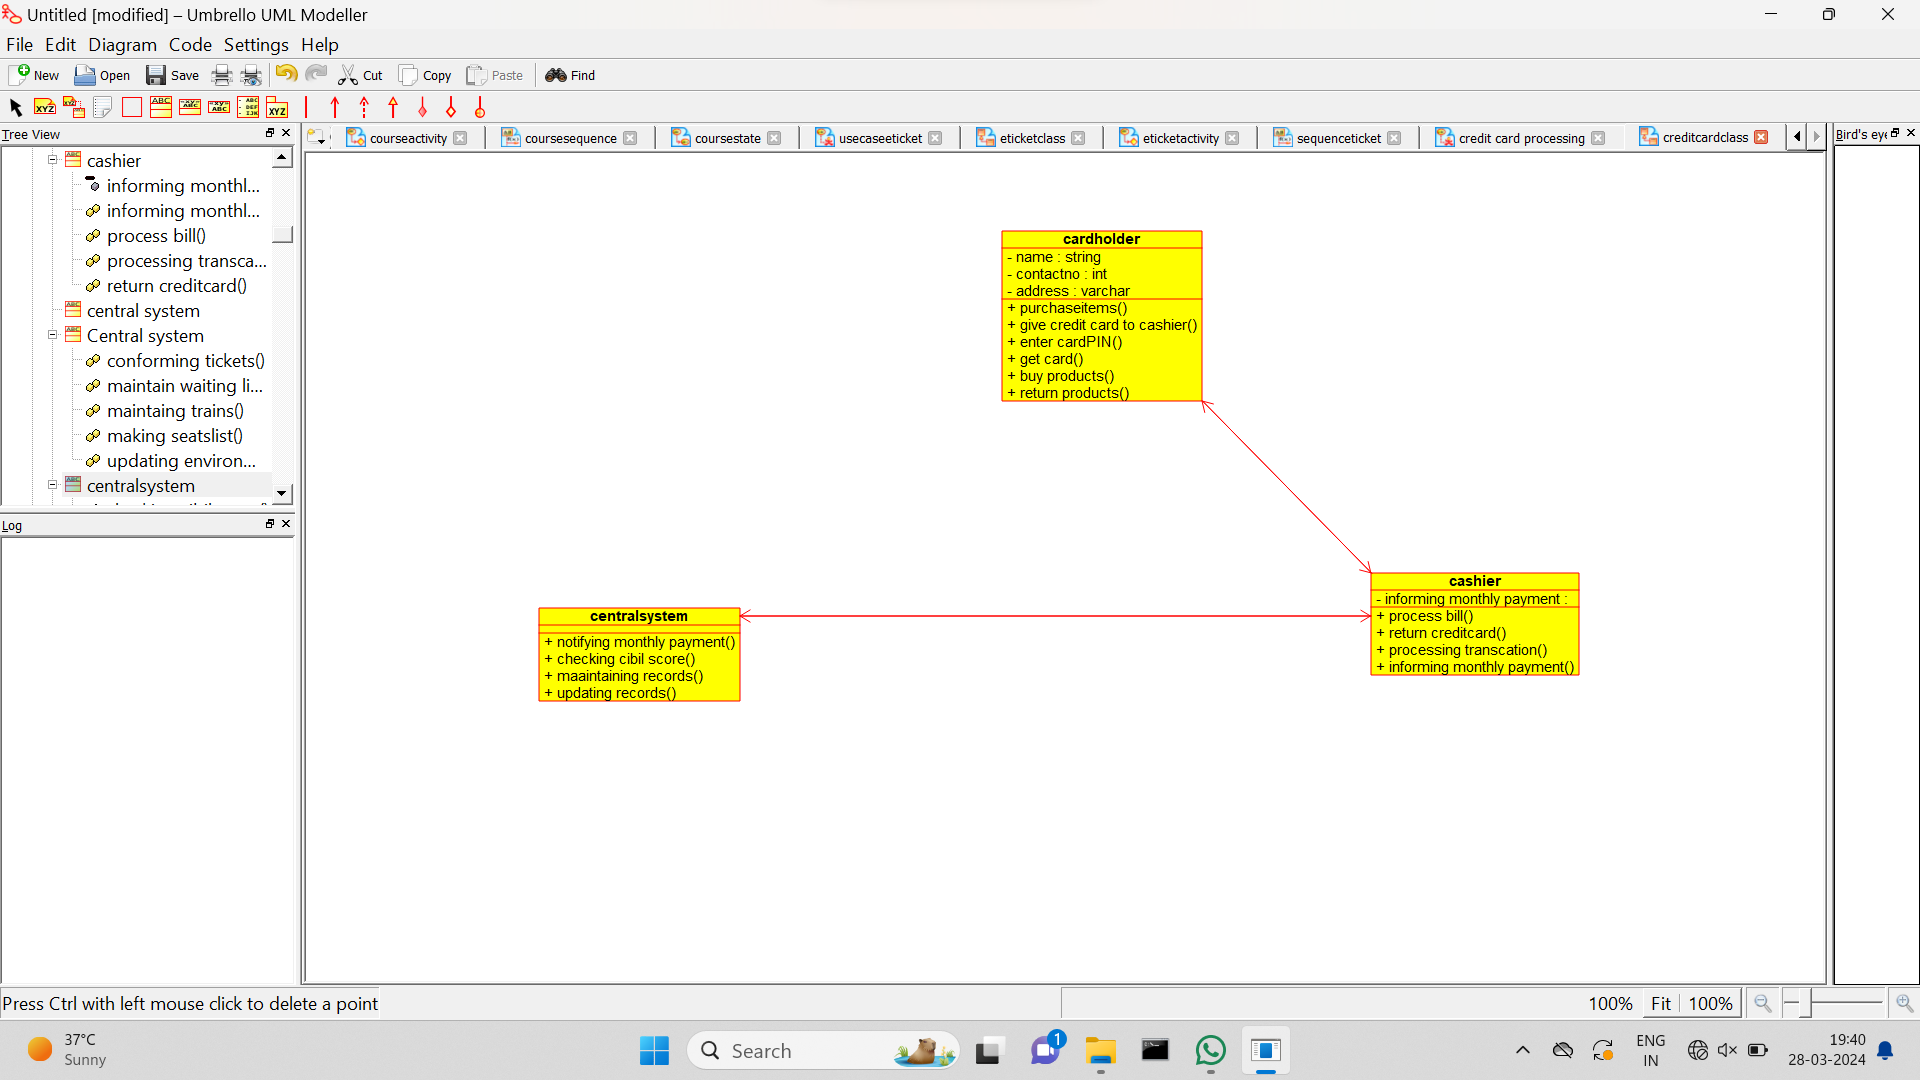 Untitled [modified] – Umbrello UML Modeller
File Edit Diagram Code Settings Help
New Open Save Cut Copy Paste Find
Tree View
cashier
informing monthl...
informing monthl...
process bill()
processing transca...
return creditcard()
central system
Central system
conforming tickets()
maintain waiting li...
maintaing trains()
making seatslist()
updating environ...
centralsystem
Log
courseactivity coursesequence coursestate usecaseeticket eticketclass eticketactivity sequenceticket credit card processing creditcardclass
Bird's eye
cardholder
- name : string
- contactno : int
- address : varchar
+ purchaseitems()
+ give credit card to cashier()
+ enter cardPIN()
+ get card()
+ buy products()
+ return products()
centralsystem
+ notifying monthly payment()
+ checking cibil score()
+ maaintaining records()
+ updating records()
cashier
- informing monthly payment :
+ process bill()
+ return creditcard()
+ processing transcation()
+ informing monthly payment()
Press Ctrl with left mouse click to delete a point
100% Fit 100%
37°C
Sunny
Search
1
ENG
IN
19:40
28-03-2024